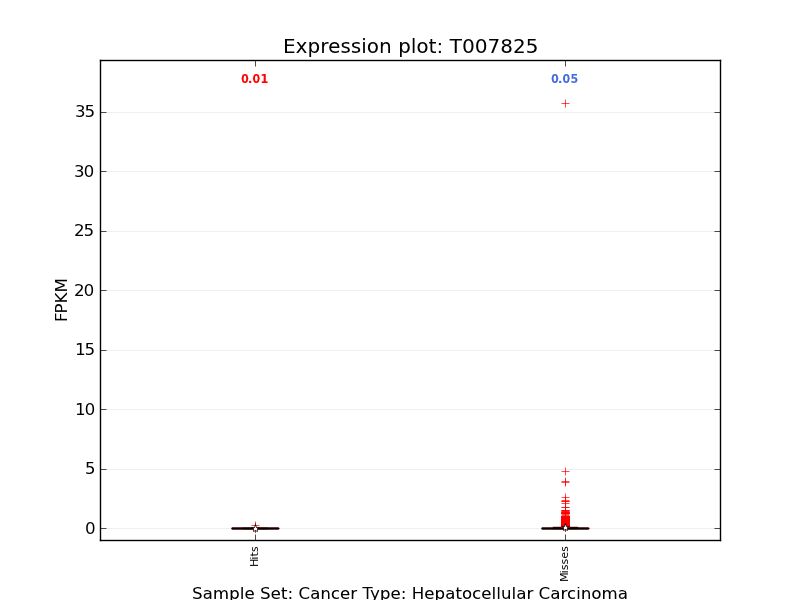 Expression plot: T007825
0.01
0.05
35
30
25
20
15
10
5
0
FPKM
Hits
Misses
Sample Set: Cancer Type: Hepatocellular Carcinoma